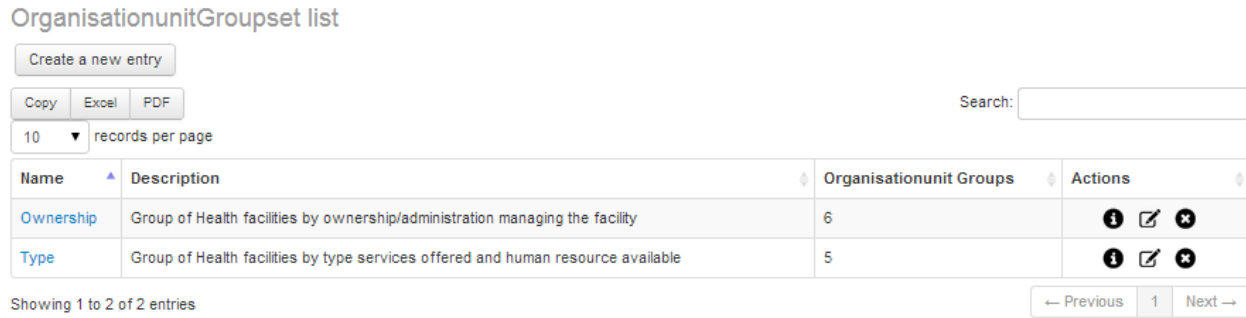 OrganisationunitGroupset list
Create a new entry
Copy Excel PDF
Search:
10 records per page
Name Description Organisationunit Groups Actions
Ownership Group of Health facilities by ownership/administration managing the facility 6
Type Group of Health facilities by type services offered and human resource available 5
Showing 1 to 2 of 2 entries
← Previous 1 Next →